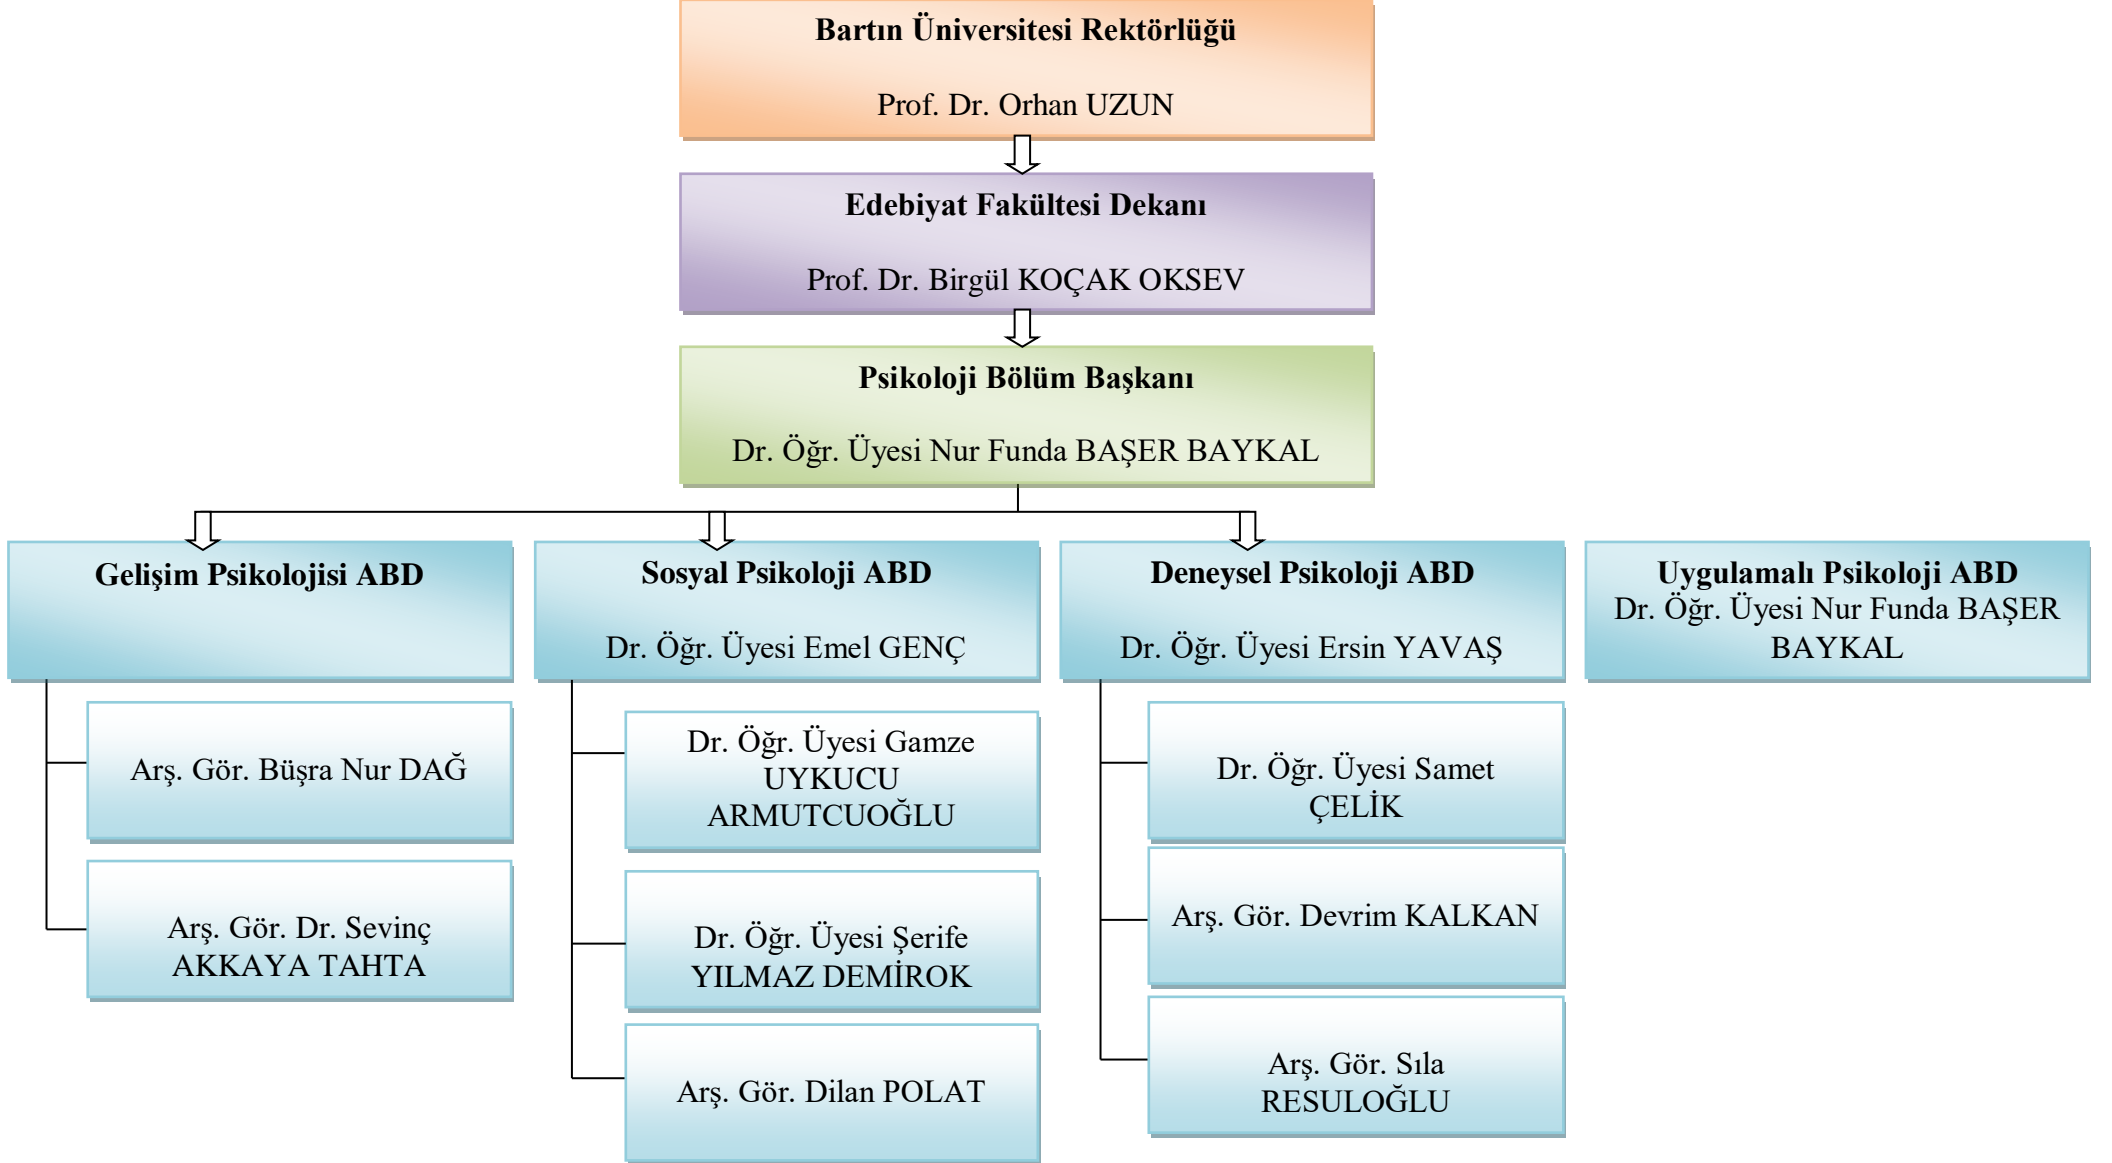 Bartın Üniversitesi Rektörlüğü
Prof. Dr. Orhan UZUN
Edebiyat Fakültesi Dekanı
Prof. Dr. Birgül KOÇAK OKSEV
Psikoloji Bölüm Başkanı
Dr. Öğr. Üyesi Nur Funda BAŞER BAYKAL
Gelişim Psikolojisi ABD
Arş. Gör. Büşra Nur DAĞ
Arş. Gör. Dr. Sevinç
AKKAYA TAHTA
Sosyal Psikoloji ABD
Dr. Öğr. Üyesi Emel GENÇ
Dr. Öğr. Üyesi Gamze
UYKUCU
ARMUTCUOĞLU
Dr. Öğr. Üyesi Şerife
YILMAZ DEMİROK
Arş. Gör. Dilan POLAT
Deneysel Psikoloji ABD
Dr. Öğr. Üyesi Ersin YAVAŞ
Dr. Öğr. Üyesi Samet
ÇELİK
Arş. Gör. Devrim KALKAN
Arş. Gör. Sıla
RESULOĞLU
Uygulamalı Psikoloji ABD
Dr. Öğr. Üyesi Nur Funda BAŞER
BAYKAL